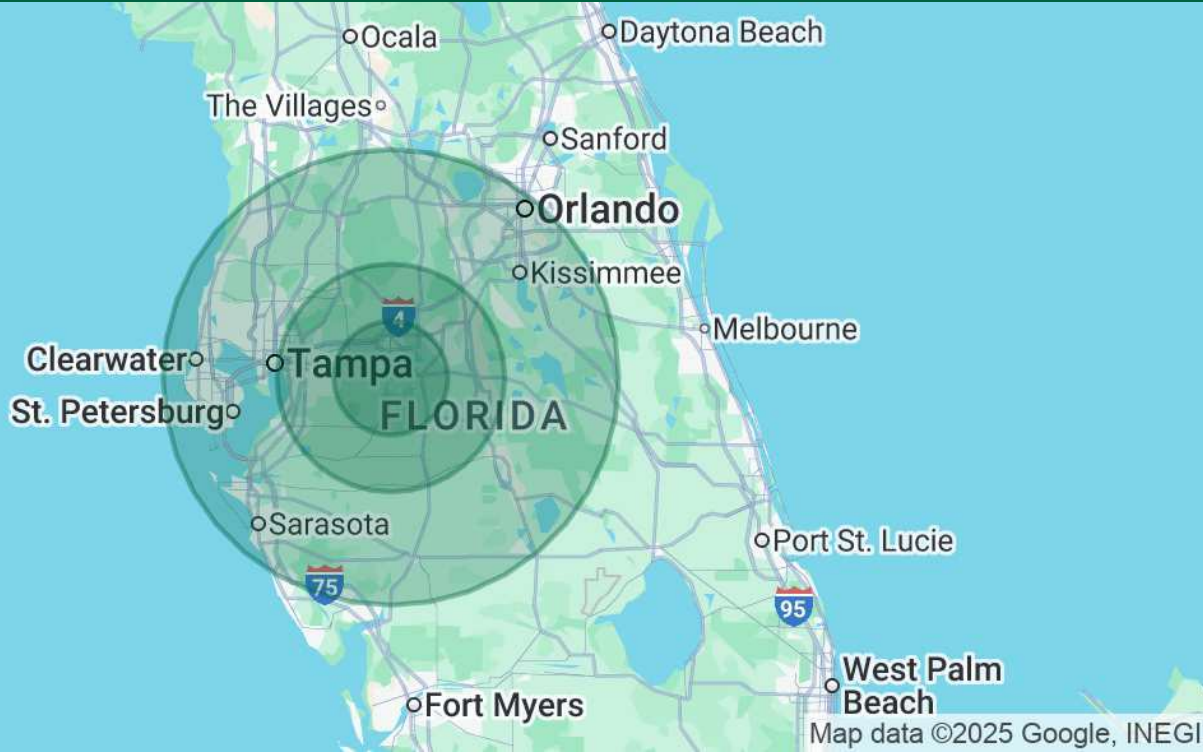 Ocala
Daytona Beach
The Villages
Sanford
Orlando
Kissimmee
4
Melbourne
Clearwater
Tampa
St. Petersburg
FLORIDA
Sarasota
Port St. Lucie
75
95
West Palm
Beach
Fort Myers
Map data ©2025 Google, INEGI